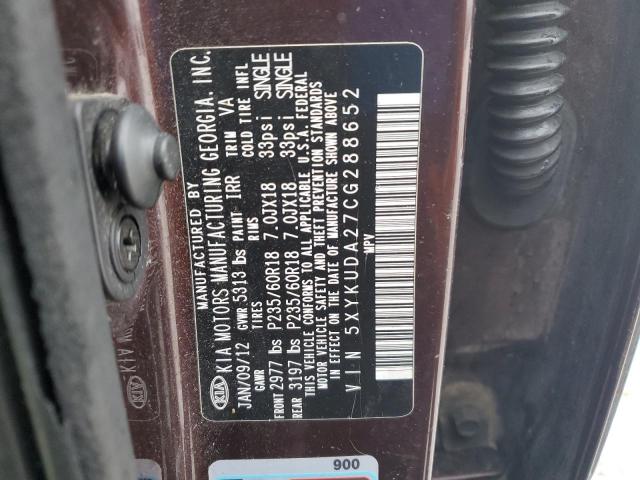 MANUFACTURED BY
KIA KIA MOTORS MANUFACTURING GEORGIA. INC.
JAN/09/12 GVWR 5313 lbs PAINT IRR TRIM VA
GAWR TIRES RIMS COLD TIRE INFL
FRONT 2977 lbs P235/60R18 7.0JX18 33psi SINGLE
REAR 3197 lbs P235/60R18 7.0JX18 33psi SINGLE
THIS VEHICLE CONFORMS TO ALL APPLICABLE U.S.A. FEDERAL
MOTOR VEHICLE SAFETY AND THEFT PREVENTION STANDARDS
IN EFFECT ON THE DATE OF MANUFACTURE SHOWN ABOVE
VIN 5XYKUDA27CG288652
MPV
900